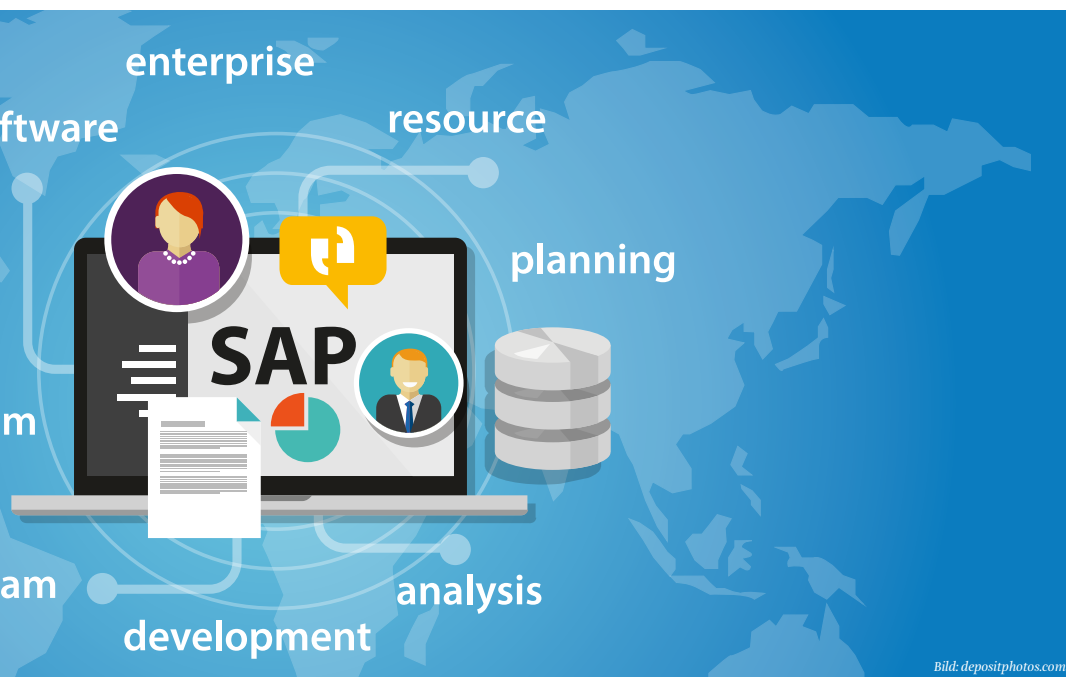 enterprise
ftware
resource
planning
SAP
m
am
analysis
development
Bild: depositphotos.com